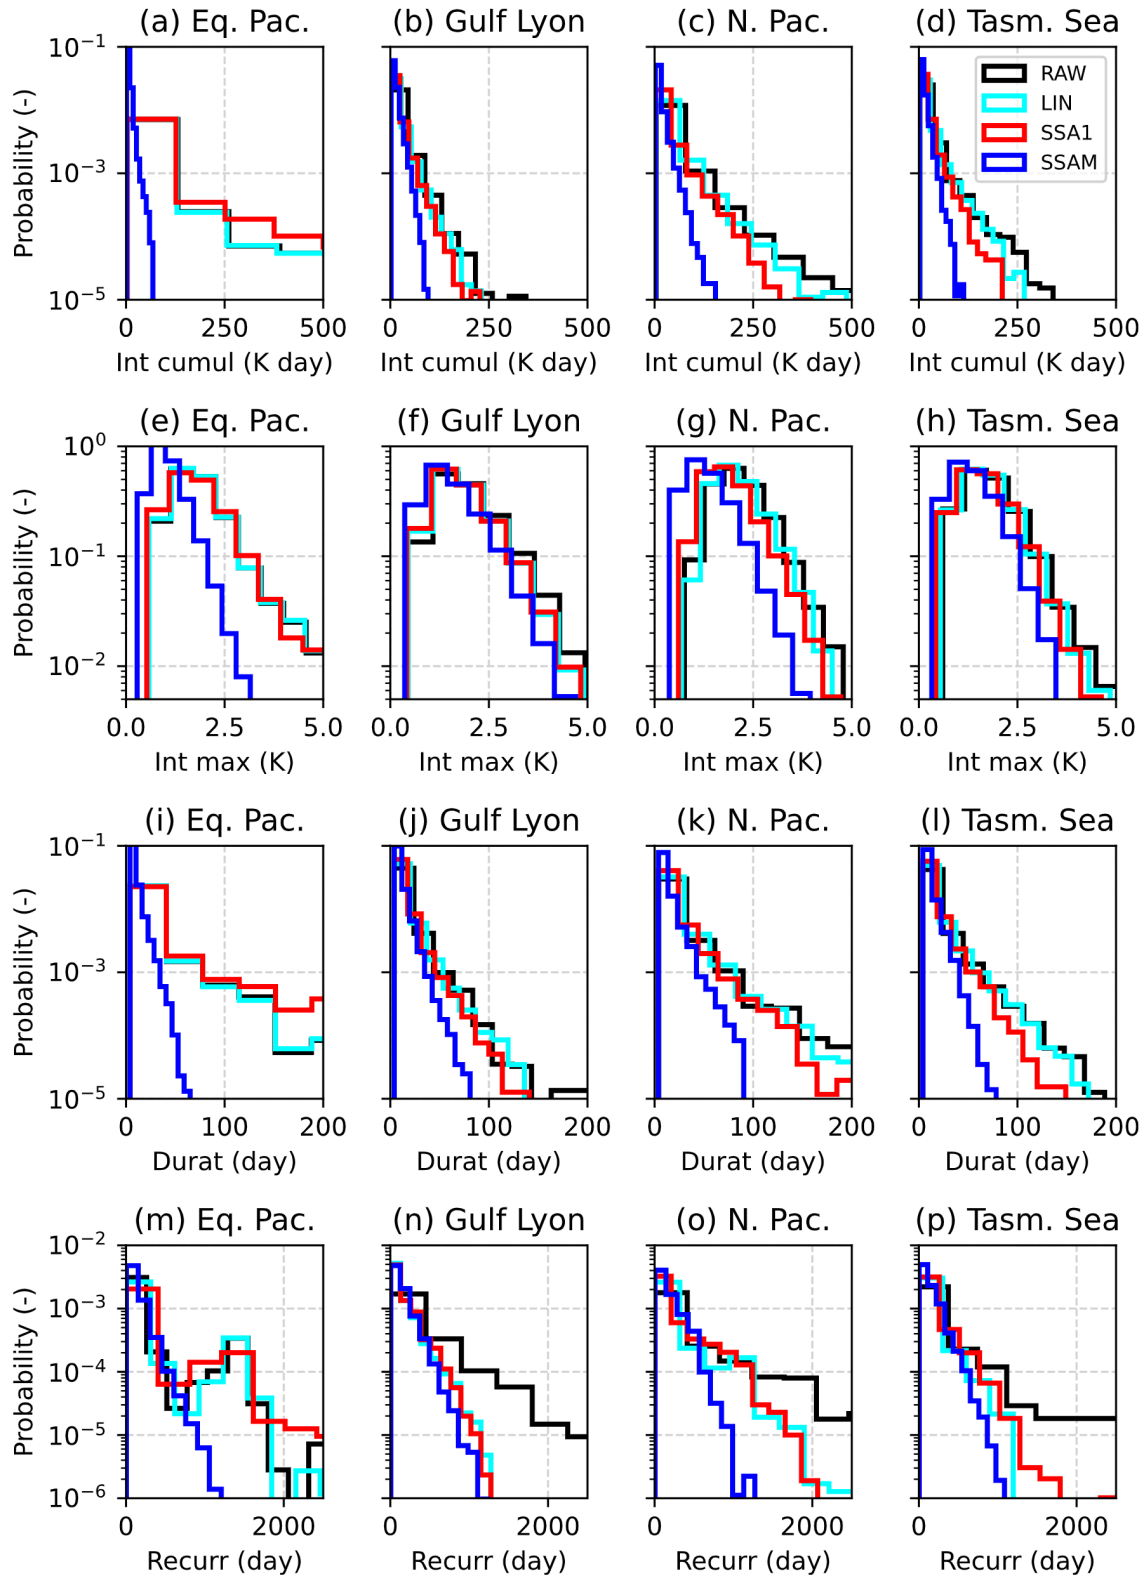 (a) Eq. Pac. (b) Gulf Lyon (c) N. Pac. (d) Tasm. Sea
10⁻¹
10⁻³
10⁻⁵
Probability (-)
RAW
LIN
SSA1
SSAM
0 250 500 0 250 500 0 250 500 0 250 500
Int cumul (K day) Int cumul (K day) Int cumul (K day) Int cumul (K day)
(e) Eq. Pac. (f) Gulf Lyon (g) N. Pac. (h) Tasm. Sea
10⁰
10⁻¹
10⁻²
Probability (-)
0.0 2.5 5.0 0.0 2.5 5.0 0.0 2.5 5.0 0.0 2.5 5.0
Int max (K) Int max (K) Int max (K) Int max (K)
(i) Eq. Pac. (j) Gulf Lyon (k) N. Pac. (l) Tasm. Sea
10⁻¹
10⁻³
10⁻⁵
Probability (-)
0 100 200 0 100 200 0 100 200 0 100 200
Durat (day) Durat (day) Durat (day) Durat (day)
(m) Eq. Pac. (n) Gulf Lyon (o) N. Pac. (p) Tasm. Sea
10⁻²
10⁻³
10⁻⁴
10⁻⁵
10⁻⁶
Probability (-)
0 2000 0 2000 0 2000 0 2000
Recurr (day) Recurr (day) Recurr (day) Recurr (day)